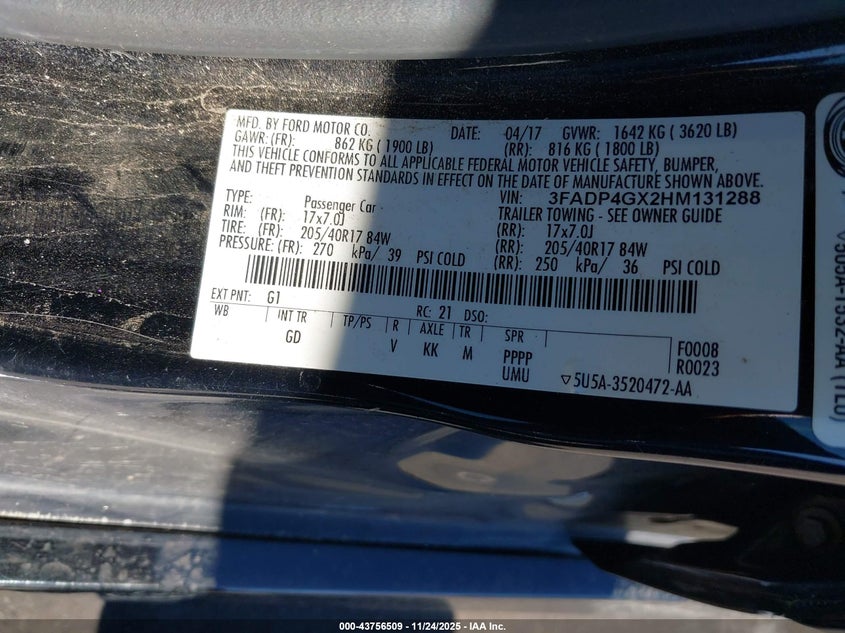 MFD. BY FORD MOTOR CO. DATE: 04/17 GVWR: 1642 KG ( 3620 LB)
GAWR: (FR): 862 KG ( 1900 LB) (RR): 816 KG ( 1800 LB)
THIS VEHICLE CONFORMS TO ALL APPLICABLE FEDERAL MOTOR VEHICLE SAFETY, BUMPER,
AND THEFT PREVENTION STANDARDS IN EFFECT ON THE DATE OF MANUFACTURE SHOWN ABOVE.
VIN: 3FADP4GX2HM131288
TYPE: Passenger Car TRAILER TOWING - SEE OWNER GUIDE
RIM: (FR): 17x7.0J (RR): 17x7.0J
TIRE: (FR): 205/40R17 84W (RR): 205/40R17 84W
PRESSURE: (FR): 270 kPa/ 39 PSI COLD (RR): 250 kPa/ 36 PSI COLD
EXT PNT: G1 RC: 21 DSO:
WB INT TR TP/PS R AXLE TR SPR
GD V KK M PPPP F0008
UMU R0023
▽5U5A-3520472-AA
000-43756509 - 11/24/2025 - IAA Inc.